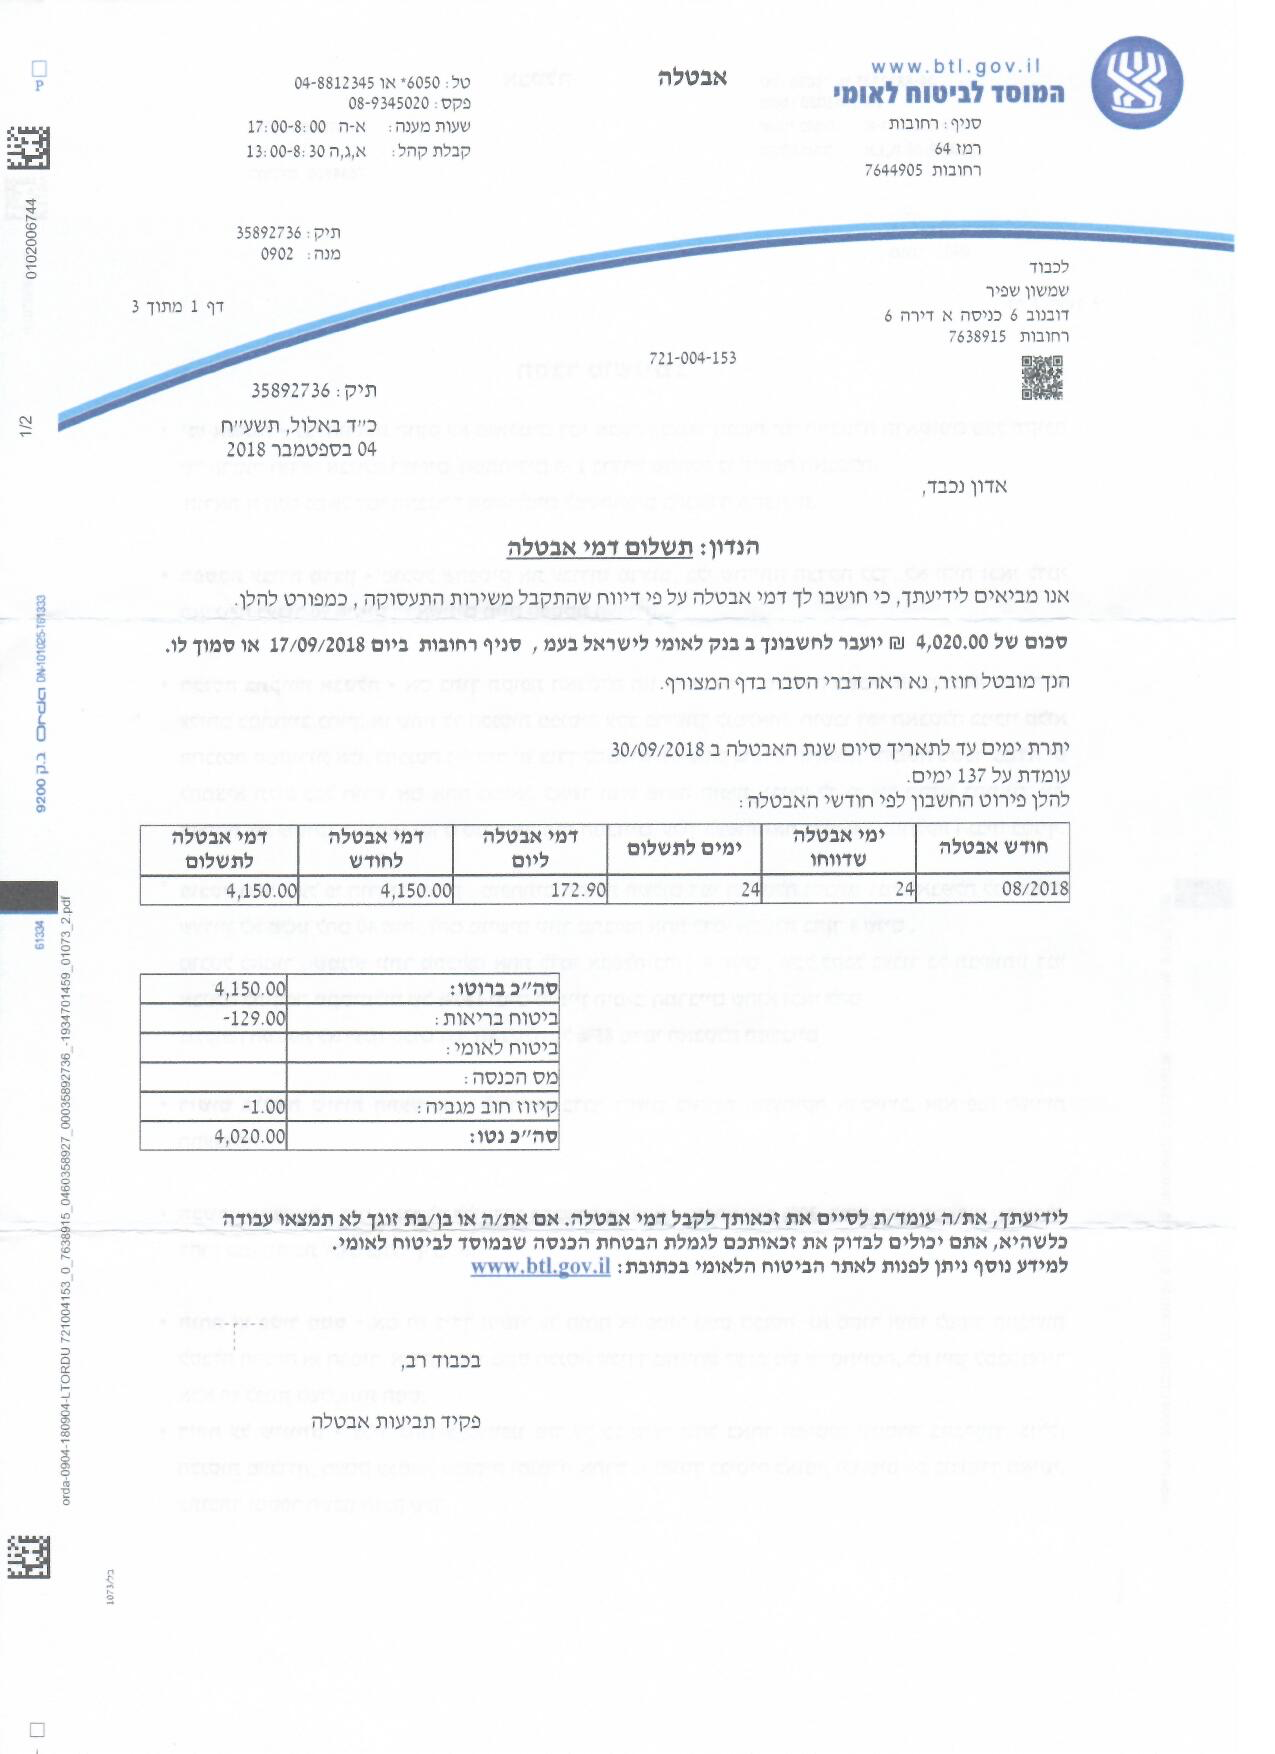 www.btl.gov.il
המוסד לביטוח לאומי
סניף: רחובות
רמז 64
רחובות 7644905
אבטלה
טל: 6050* או 04-8812345
פקס: 08-9345020
שעות מענה: א-ה 17:00-8:00
קבלת קהל: א,ג,ה 13:00-8:30
תיק: 35892736
מנה: 0902
דף 1 מתוך 3
לכבוד
שמשון שפיר
דובנוב 6 כניסה א דירה 6
רחובות 7638915
721-004-153
תיק: 35892736
כ״ד באלול, תשע״ח
04 בספטמבר 2018
אדון נכבד,
הנדון: תשלום דמי אבטלה
אנו מביאים לידיעתך, כי חושבו לך דמי אבטלה על פי דיווח שהתקבל משירות התעסוקה, כמפורט להלן.
סכום של 4,020.00 ₪ יועבר לחשבונך ב בנק לאומי לישראל בעמ, סניף רחובות ביום 17/09/2018 או סמוך לו.
הנך מובטל חוזר, נא ראה דברי הסבר בדף המצורף.
יתרת ימים עד לתאריך סיום שנת האבטלה ב 30/09/2018
עומדת על 137 ימים.
להלן פירוט החשבון לפי חודשי האבטלה:
חודש אבטלה | ימי אבטלה שדווחו | ימים לתשלום | דמי אבטלה ליום | דמי אבטלה לחודש | דמי אבטלה לתשלום
08/2018 | 24 | 24 | 172.90 | 4,150.00 | 4,150.00
סה״כ ברוטו: 4,150.00
ביטוח בריאות: -129.00
ביטוח לאומי:
מס הכנסה:
קיזוז חוב מגביה: -1.00
סה״כ נטו: 4,020.00
לידיעתך, את/ה עומד/ת לסיים את זכאותך לקבל דמי אבטלה. אם את/ה או בן/בת זוגך לא תמצאו עבודה
כלשהיא, אתם יכולים לבדוק את זכאותכם לגמלת הבטחת הכנסה שבמוסד לביטוח לאומי.
למידע נוסף ניתן לפנות לאתר הביטוח הלאומי בכתובת: www.btl.gov.il
בכבוד רב,
פקיד תביעות אבטלה
P
0102006744
1/2
ב.ק 9200 orda DN-101025-T61333
61334
orda-0904-180904-LTORDU 721004153_0_7638915_0460358927_00035892736_-1934701459_01073_2.pdf
בל/1073